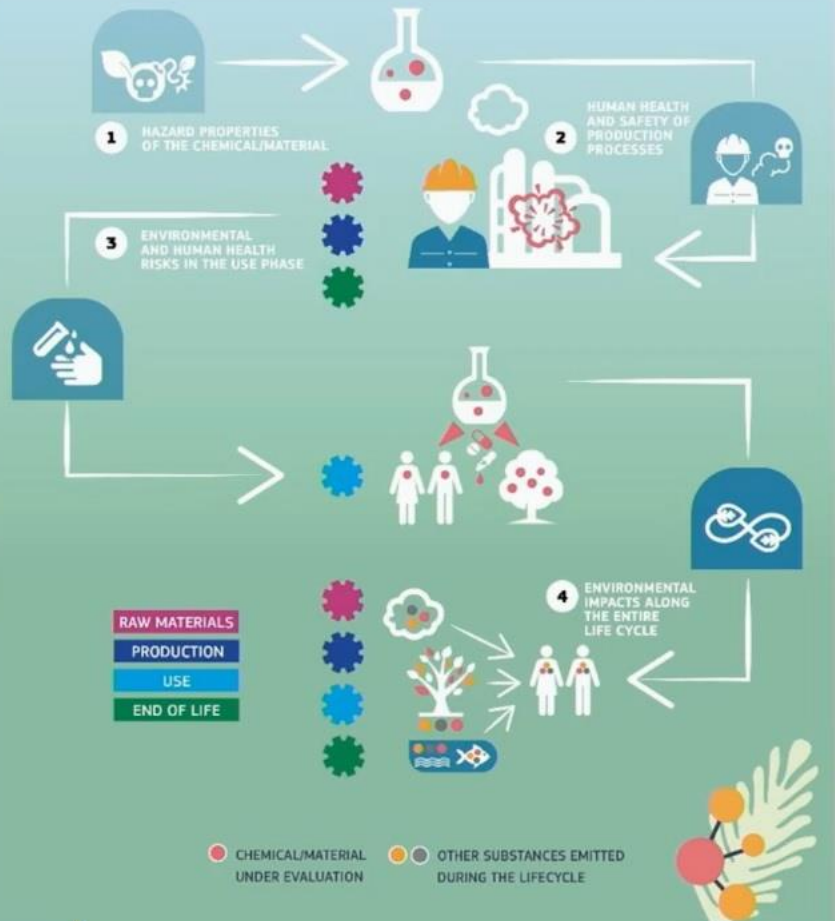 1
HAZARD PROPERTIES
OF THE CHEMICAL/MATERIAL
2
HUMAN HEALTH
AND SAFETY OF
PRODUCTION
PROCESSES
3
ENVIRONMENTAL
AND HUMAN HEALTH
RISKS IN THE USE PHASE
4
ENVIRONMENTAL
IMPACTS ALONG
THE ENTIRE
LIFE CYCLE
RAW MATERIALS
PRODUCTION
USE
END OF LIFE
CHEMICAL/MATERIAL
UNDER EVALUATION
OTHER SUBSTANCES EMITTED
DURING THE LIFECYCLE